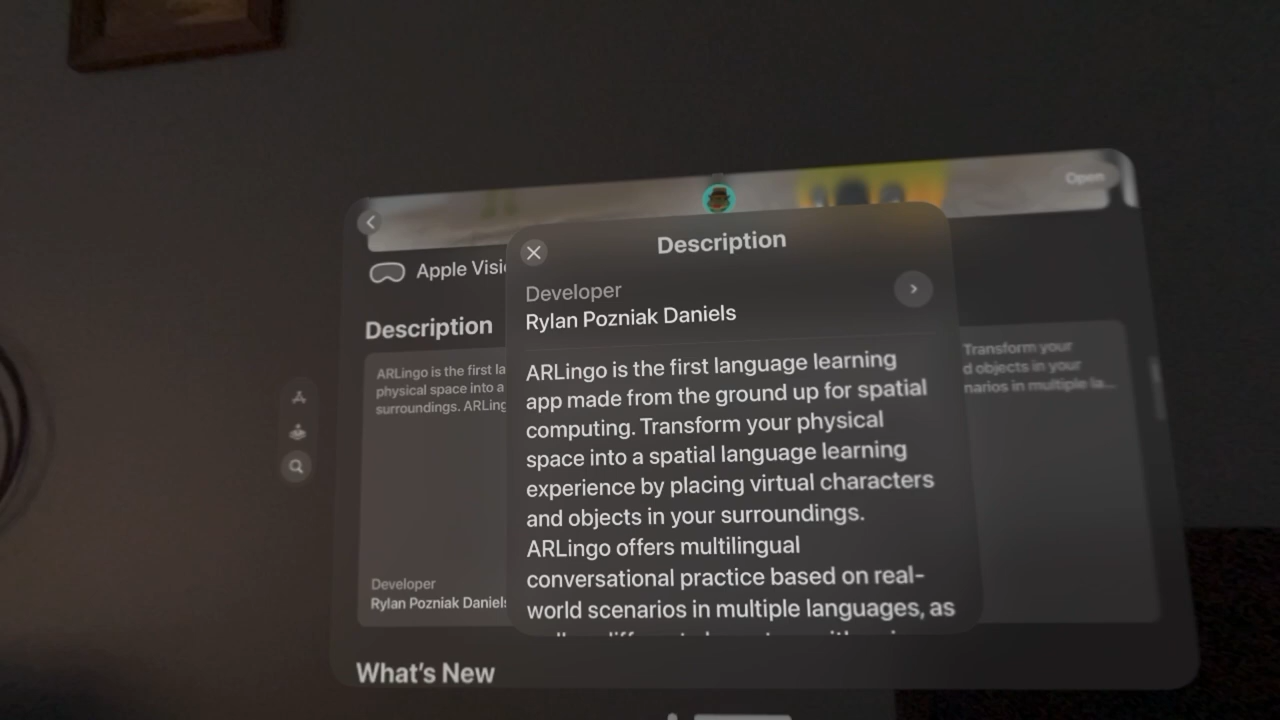 Open
Apple Visi
Description
ARLingo is the first la
physical space into a
surroundings. ARLing
Developer
Rylan Pozniak Daniels
What's New
Description
Developer
Rylan Pozniak Daniels
ARLingo is the first language learning
app made from the ground up for spatial
computing. Transform your physical
space into a spatial language learning
experience by placing virtual characters
and objects in your surroundings.
ARLingo offers multilingual
conversational practice based on real-
world scenarios in multiple languages, as
Transform your
d objects in your
narios in multiple la...